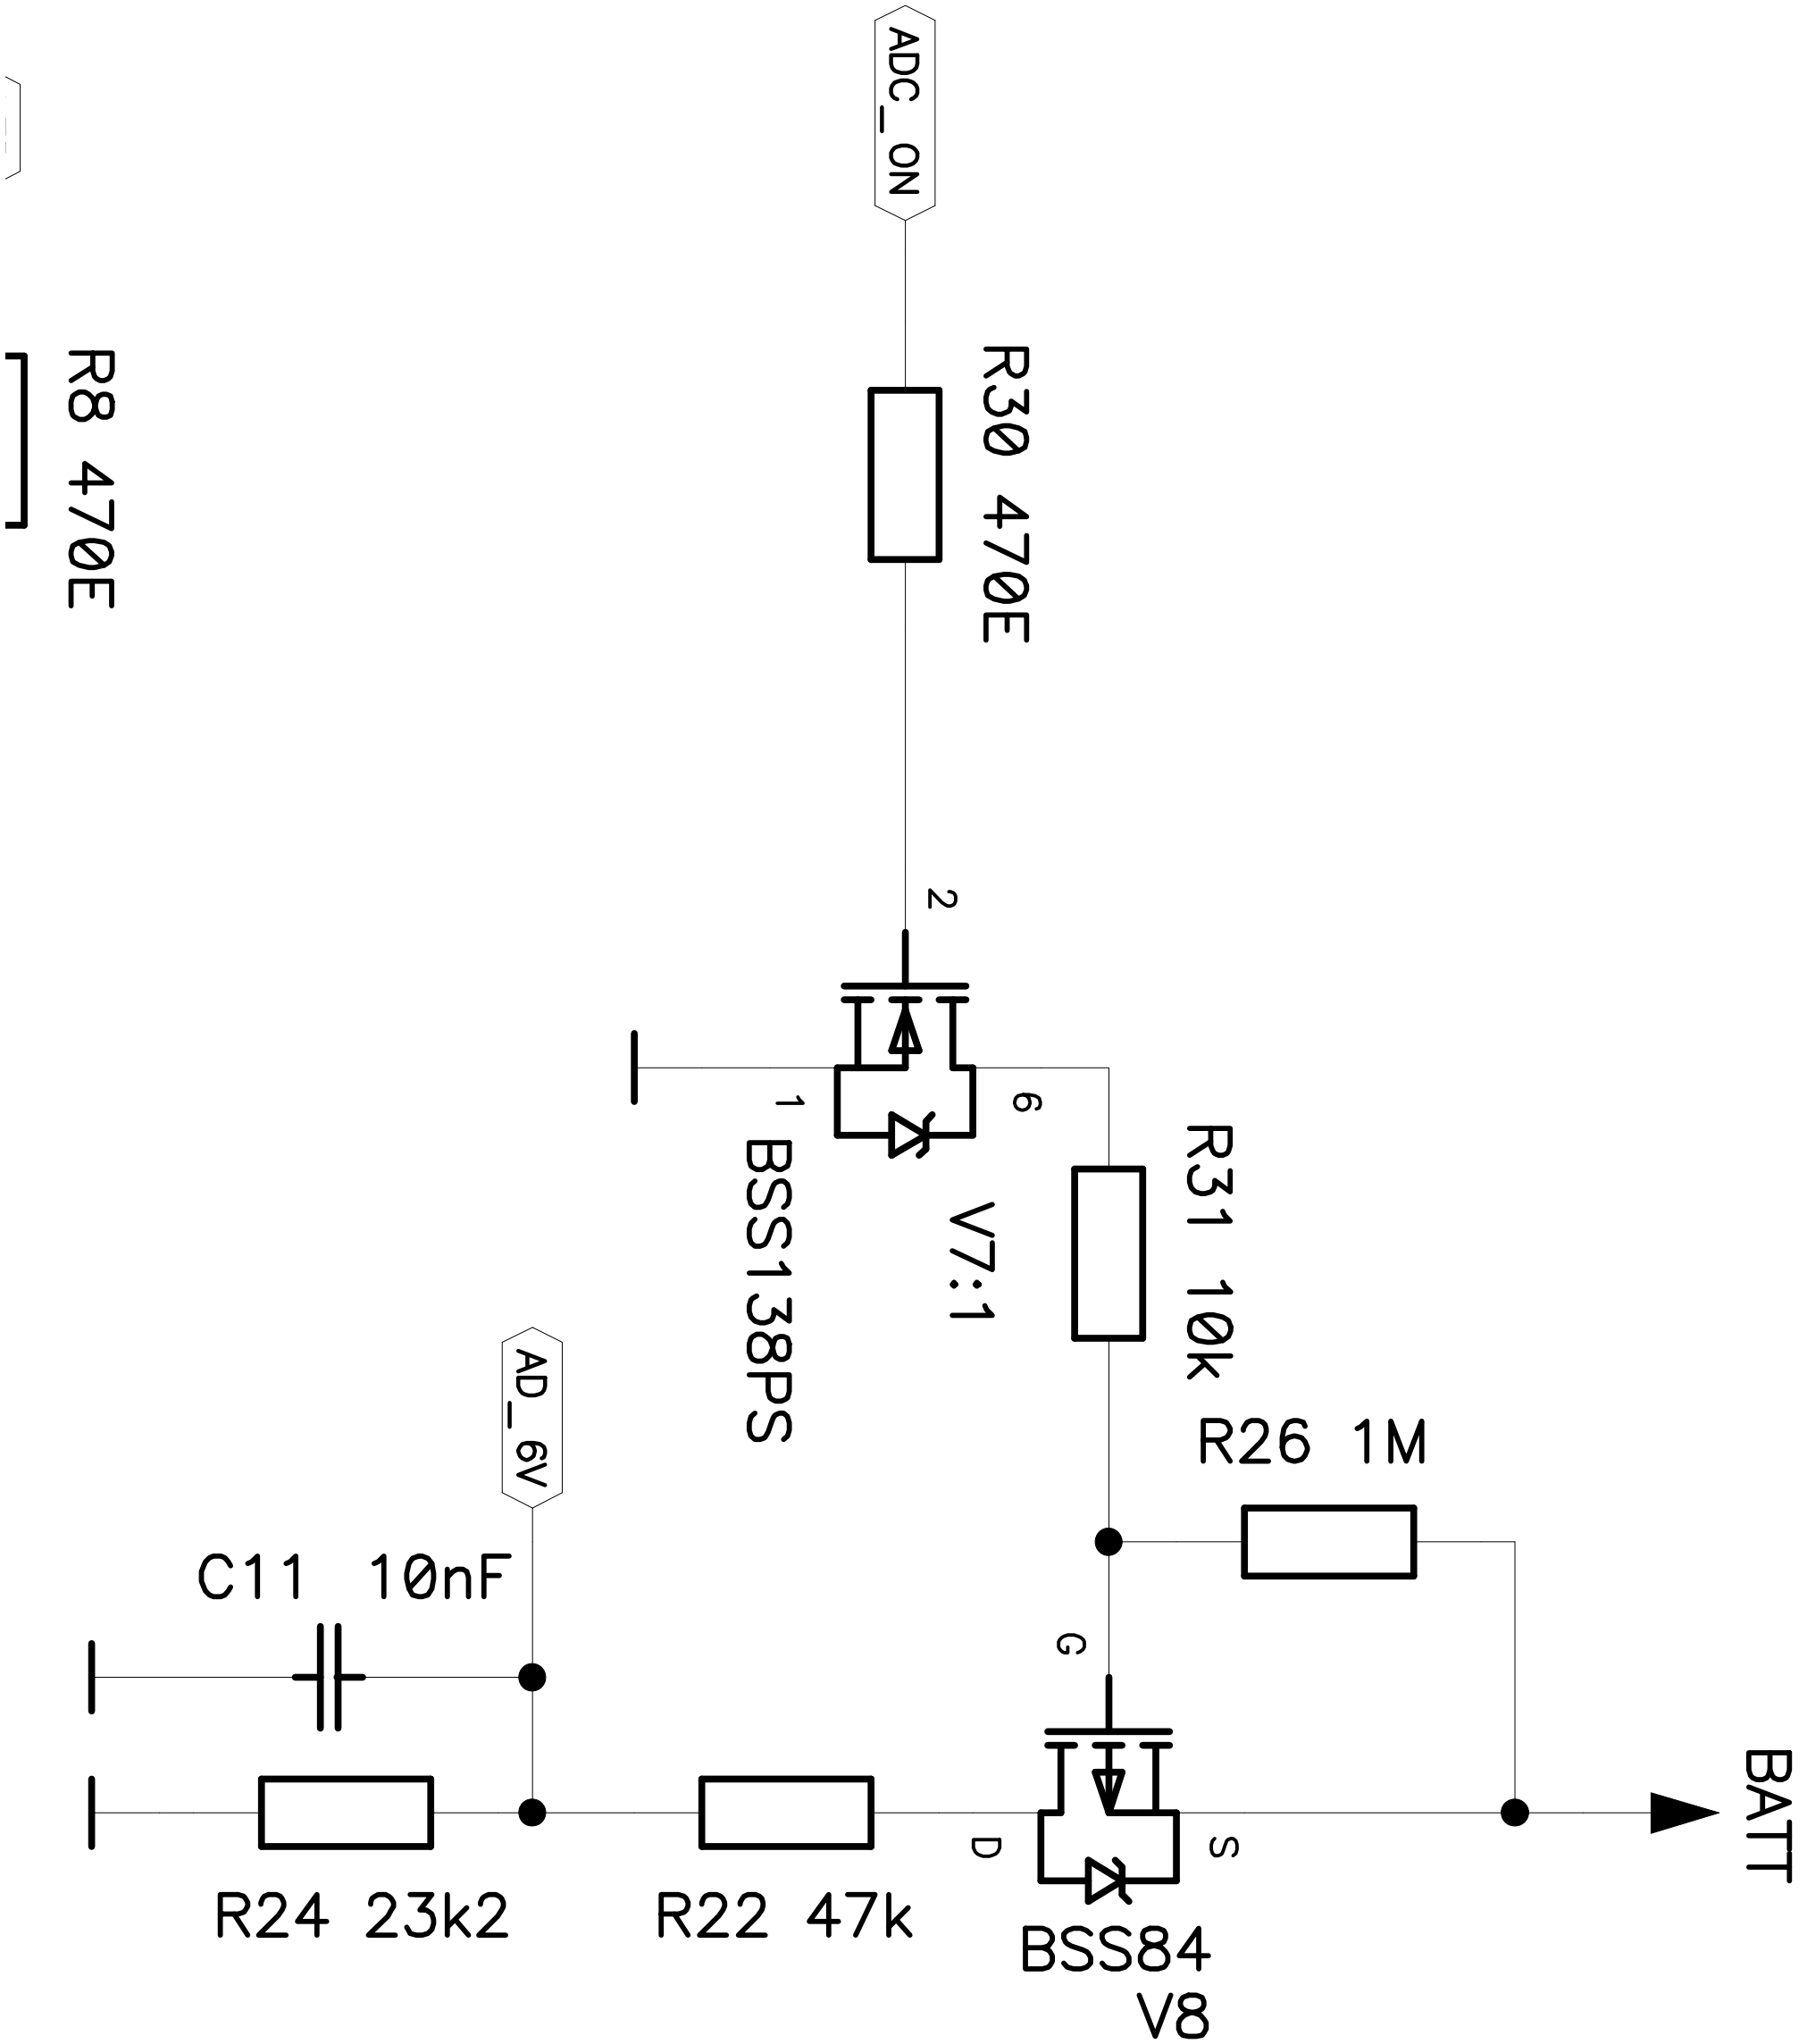 ADC_ON
R8 470E
R30 470E
2
1
6
BSS138PS
V7:1
R31 10k
AD_6V
R26 1M
C11 10nF
G
D
S
BATT
R24 23k2
R22 47k
BSS84
V8